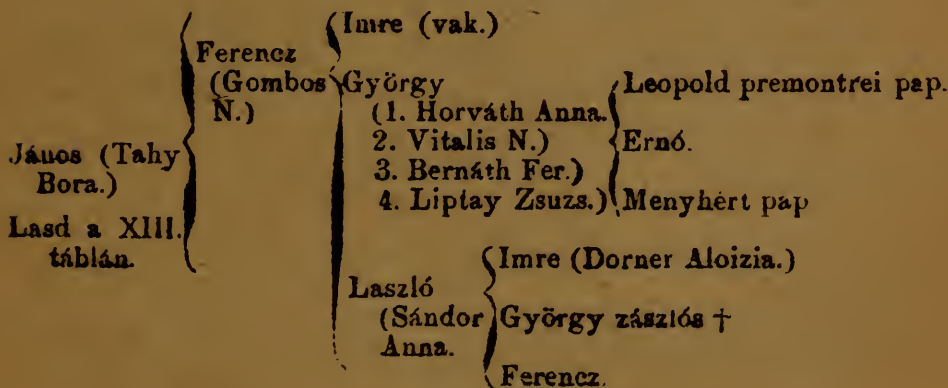 János (Tahy
Bora.)
Lasd a XIII.
táblán.
Ferencz
(Gombos
N.)
Imre (vak.)
György
(1. Horváth Anna.
2. Vitalis N.)
3. Bernáth Fer.)
4. Liptay Zsuzs.)
Leopold premontrei pap.
Ernó.
Menyhért pap
Laszló
(Sándor
Anna.
Imre (Dorner Aloizia.)
György zászlós †
Ferencz.